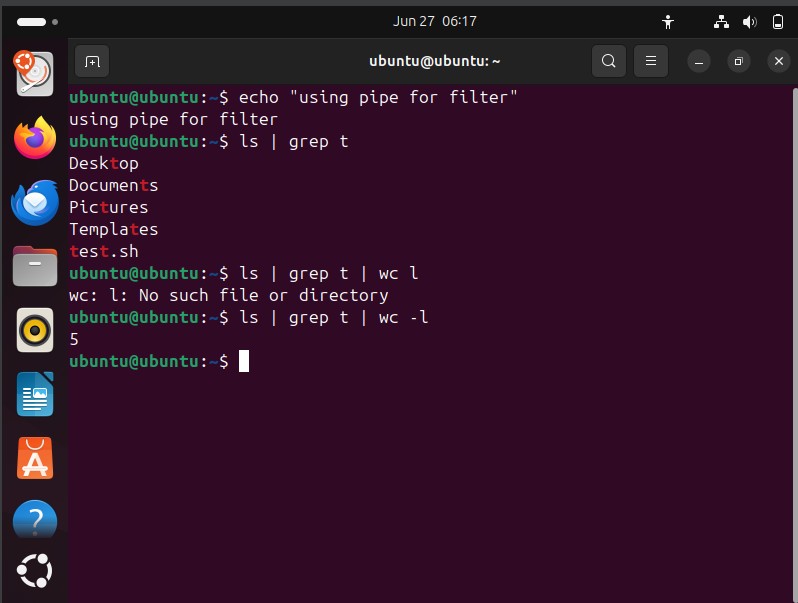 Jun 27 06:17
ubuntu@ubuntu: ~
ubuntu@ubuntu:~$ echo "using pipe for filter"
using pipe for filter
ubuntu@ubuntu:~$ ls | grep t
Desktop
Documents
Pictures
Templates
test.sh
ubuntu@ubuntu:~$ ls | grep t | wc l
wc: l: No such file or directory
ubuntu@ubuntu:~$ ls | grep t | wc -l
5
ubuntu@ubuntu:~$